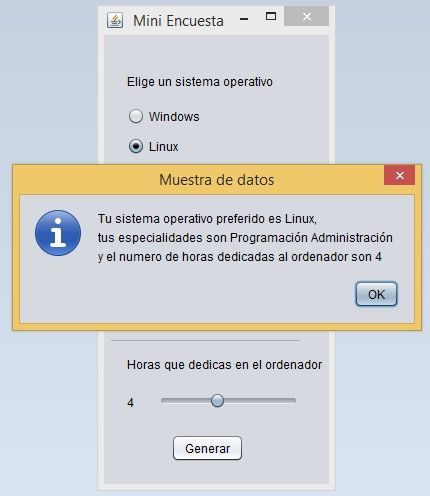 Mini Encuesta
Elige un sistema operativo
Windows
Linux
Muestra de datos
Tu sistema operativo preferido es Linux,
tus especialidades son Programación Administración
y el numero de horas dedicadas al ordenador son 4
OK
Horas que dedicas en el ordenador
4
Generar